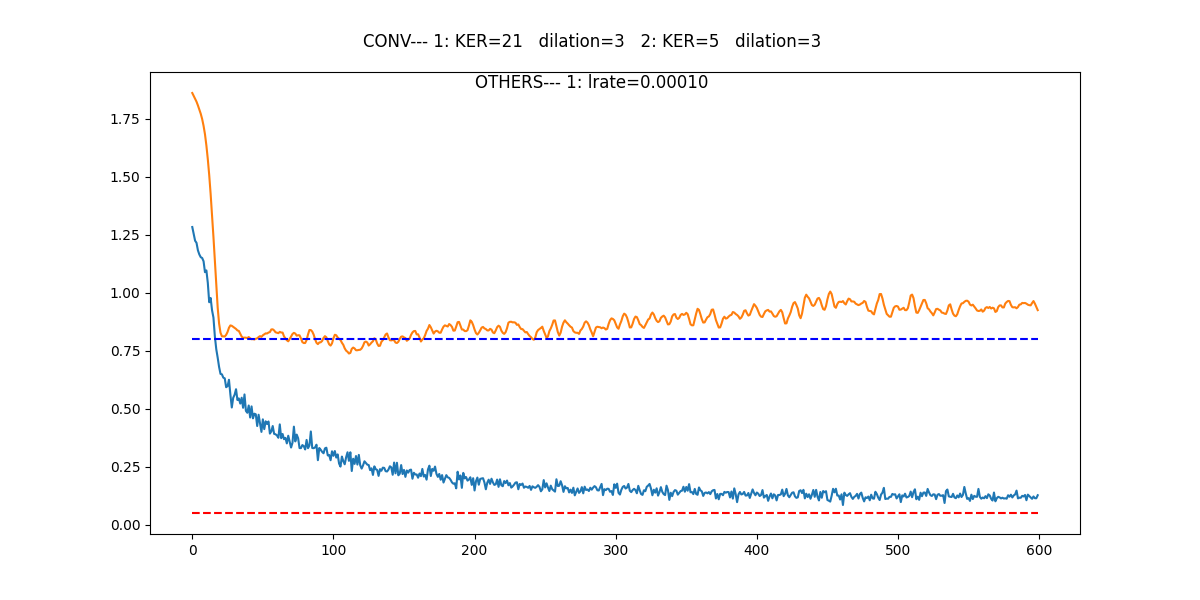 CONV--- 1: KER=21   dilation=3   2: KER=5   dilation=3
OTHERS--- 1: lrate=0.00010
1.75
1.50
1.25
1.00
0.75
0.50
0.25
0.00
0 100 200 300 400 500 600